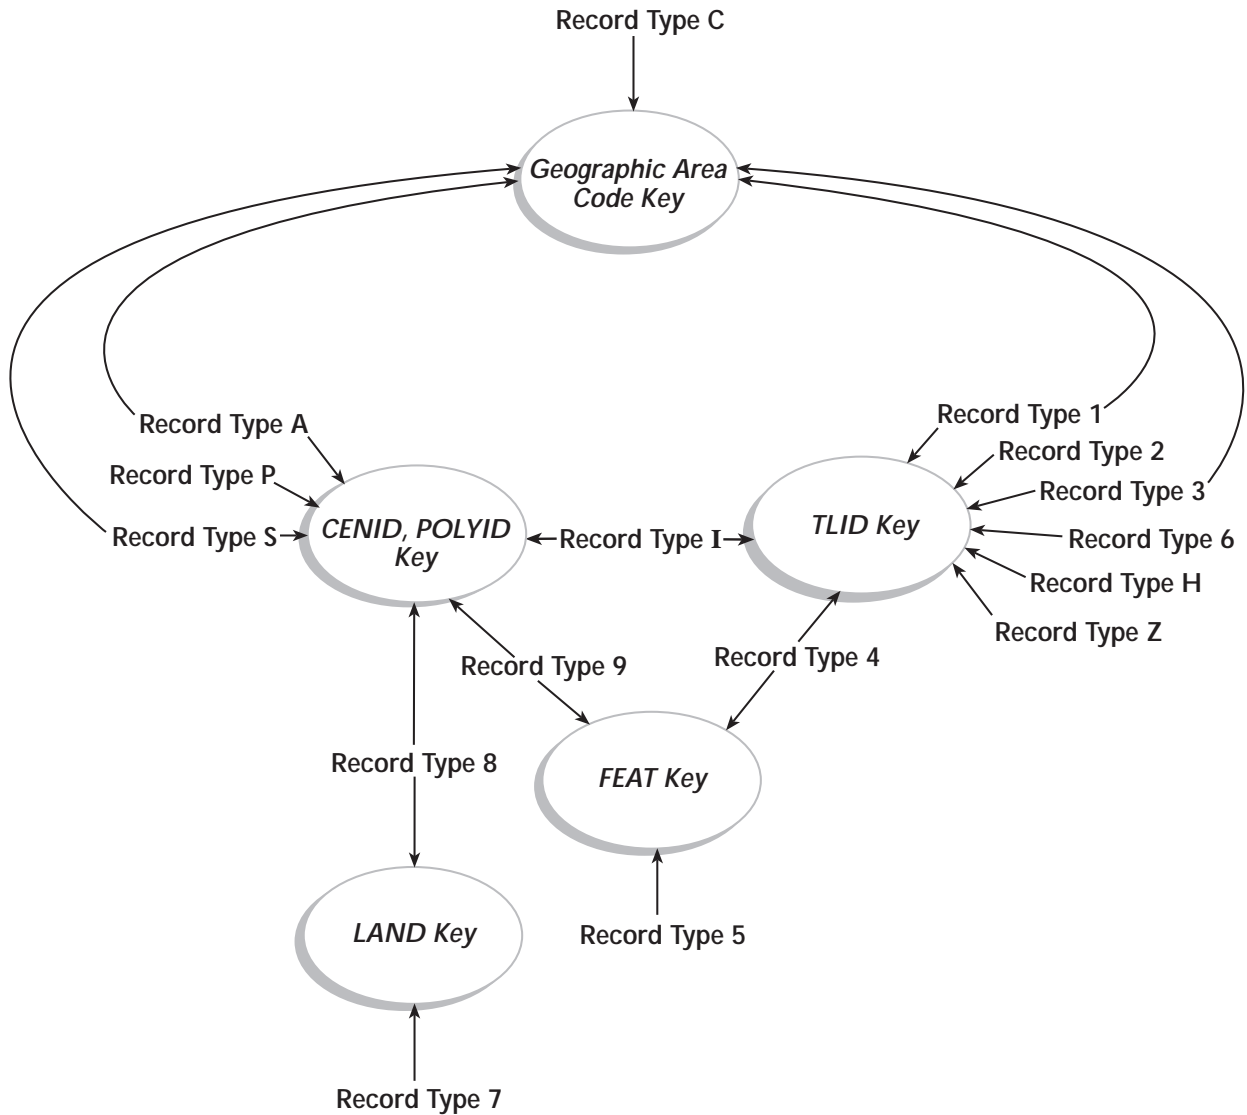 Record Type C
Geographic Area
Code Key
Record Type A
Record Type P
Record Type S
CENID, POLYID
Key
Record Type I
Record Type 1
Record Type 2
Record Type 3
TLID Key
Record Type 6
Record Type H
Record Type Z
Record Type 9
Record Type 4
Record Type 8
FEAT Key
LAND Key
Record Type 5
Record Type 7